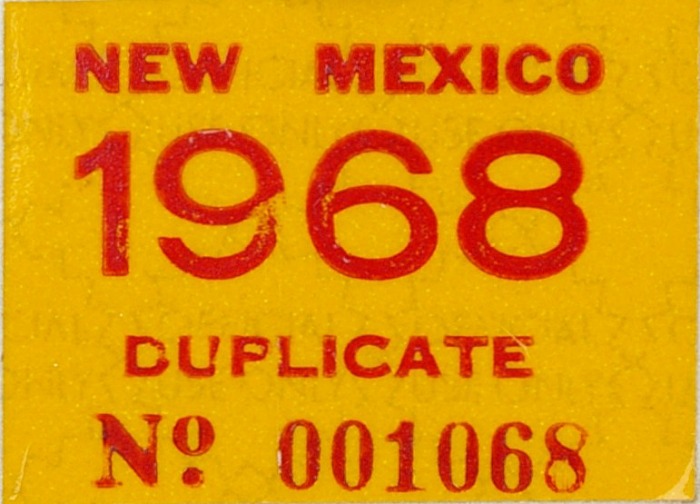 NEW MEXICO
1968
DUPLICATE
Nº 001068